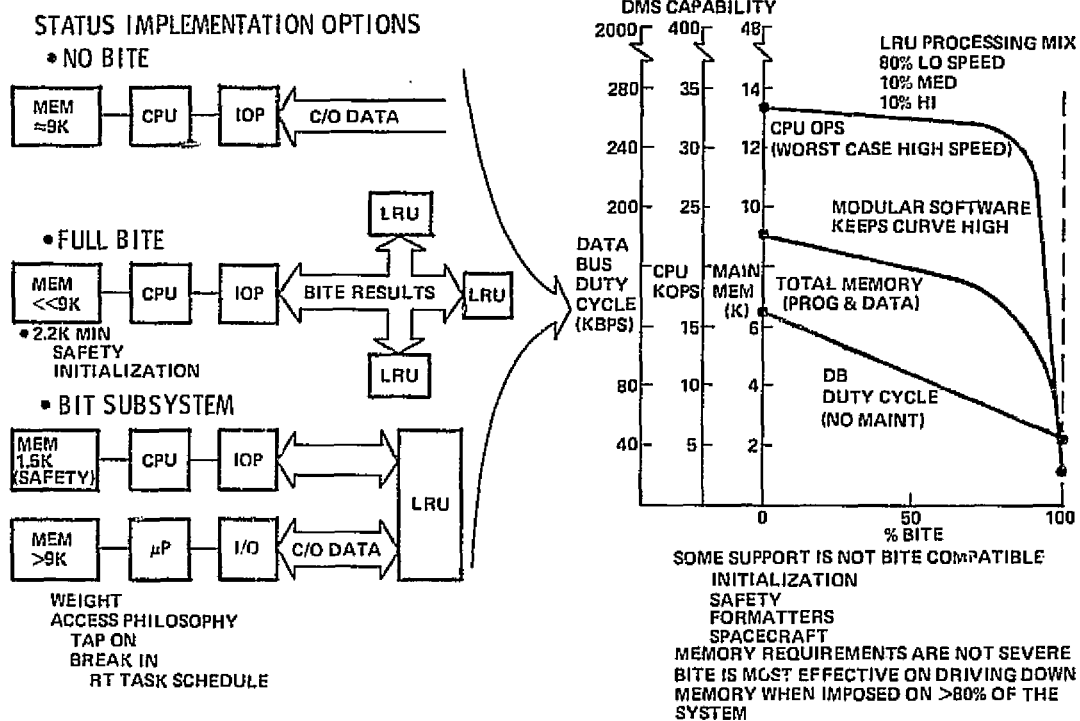 STATUS IMPLEMENTATION OPTIONS
• NO BITE
MEM
≈9K
CPU
IOP
C/O DATA
• FULL BITE
LRU
MEM
<<9K
CPU
IOP
BITE RESULTS
LRU
LRU
• 2.2K MIN
SAFETY
INITIALIZATION
• BIT SUBSYSTEM
MEM
1.6K
(SAFETY)
CPU
IOP
LRU
MEM
>9K
μP
I/O
C/O DATA
WEIGHT
ACCESS PHILOSOPHY
TAP ON
BREAK IN
RT TASK SCHEDULE
DMS CAPABILITY
2000 400 48
280 35 14
240 30 12
200 25 10
15 6
80 10 4
40 5 2
DATA
BUS
DUTY
CYCLE
(KBPS)
CPU
KOPS
MAIN
MEM
(K)
LRU PROCESSING MIX
80% LO SPEED
10% MED
10% HI
CPU OPS
(WORST CASE HIGH SPEED)
MODULAR SOFTWARE
KEEPS CURVE HIGH
TOTAL MEMORY
(PROG & DATA)
DB
DUTY CYCLE
(NO MAINT)
0 50 100
% BITE
SOME SUPPORT IS NOT BITE COMPATIBLE
INITIALIZATION
SAFETY
FORMATTERS
SPACECRAFT
MEMORY REQUIREMENTS ARE NOT SEVERE
BITE IS MOST EFFECTIVE ON DRIVING DOWN
MEMORY WHEN IMPOSED ON >80% OF THE
SYSTEM